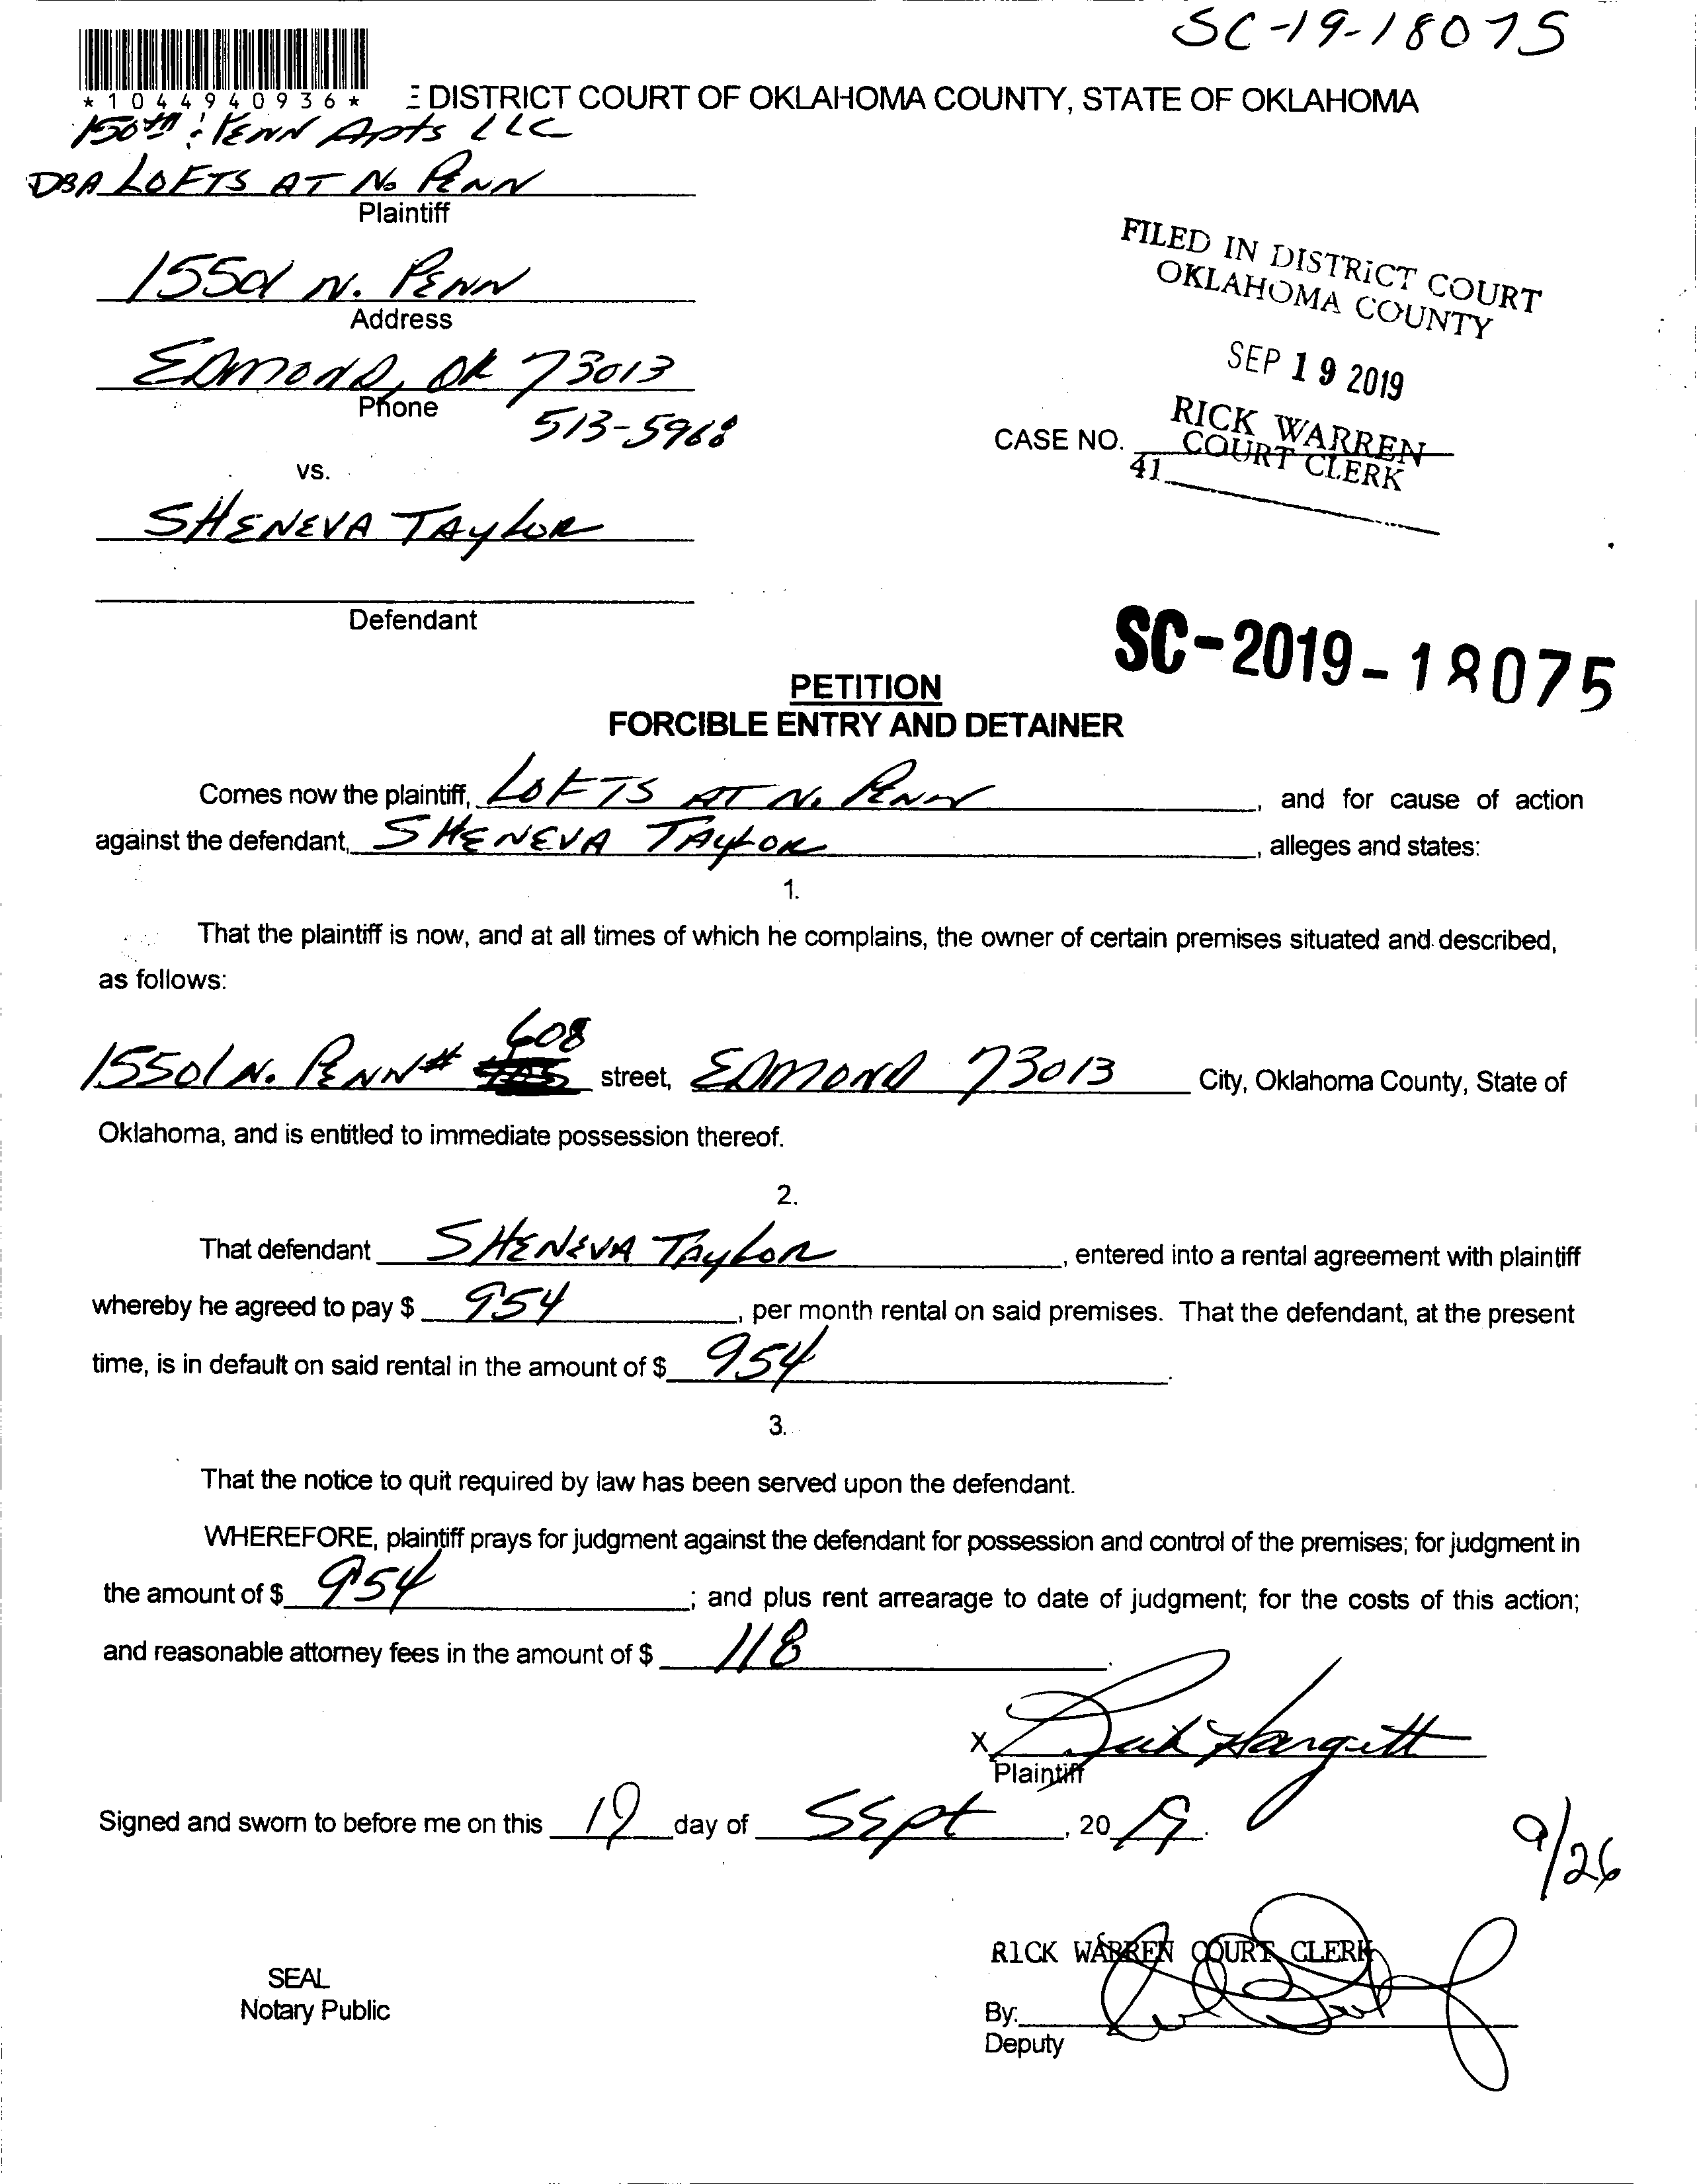 SC-19-18075
*1044940936*
E DISTRICT COURT OF OKLAHOMA COUNTY, STATE OF OKLAHOMA
150th & PENN Apts LLC
DBA LOFTS AT N. PENN
Plaintiff
15501 N. PENN
Address
EDMOND, OK 73013
Phone
513-5968
vs.
SHENEVA TAYLOR
Defendant
FILED IN DISTRICT COURT
OKLAHOMA COUNTY
SEP 19 2019
RICK WARREN
COURT CLERK
CASE NO.
41
SC-2019-18075
PETITION
FORCIBLE ENTRY AND DETAINER
Comes now the plaintiff, LOFTS AT N. PENN, and for cause of action
against the defendant, SHENEVA TAYLOR, alleges and states:
1.
That the plaintiff is now, and at all times of which he complains, the owner of certain premises situated and described,
as follows:
15501 N. PENN # 608 street, EDMOND 73013 City, Oklahoma County, State of
Oklahoma, and is entitled to immediate possession thereof.
2.
That defendant SHENEVA TAYLOR, entered into a rental agreement with plaintiff
whereby he agreed to pay $ 954, per month rental on said premises. That the defendant, at the present
time, is in default on said rental in the amount of $ 954.
3.
That the notice to quit required by law has been served upon the defendant.
WHEREFORE, plaintiff prays for judgment against the defendant for possession and control of the premises; for judgment in
the amount of $ 954; and plus rent arrearage to date of judgment; for the costs of this action;
and reasonable attorney fees in the amount of $ 118.
X Hargett
Plaintiff
Signed and sworn to before me on this 19 day of SEpt, 20 19.
9/26
RICK WARREN COURT CLERK
SEAL
Notary Public
By:
Deputy